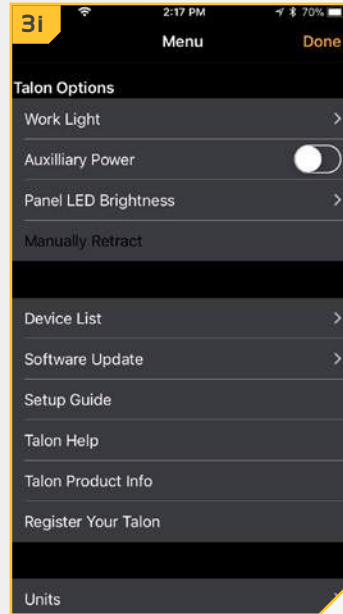 3i
2:17 PM
70%
Menu
Done
Talon Options
Work Light
Auxilliary Power
Panel LED Brightness
Manually Retract
Device List
Software Update
Setup Guide
Talon Help
Talon Product Info
Register Your Talon
Units